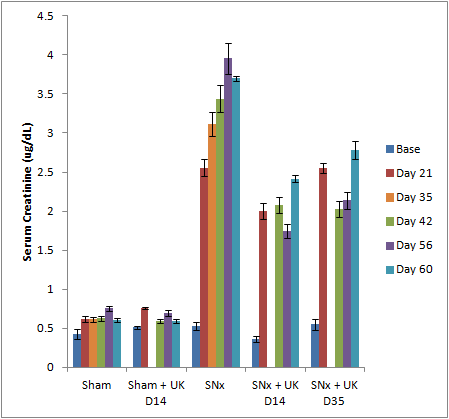 4.5
4
3.5
3
2.5
2
1.5
1
0.5
0
Serum Creatinine (ug/dL)
Sham
Sham + UK
D14
SNx
SNx + UK
D14
SNx + UK
D35
Base
Day 21
Day 35
Day 42
Day 56
Day 60